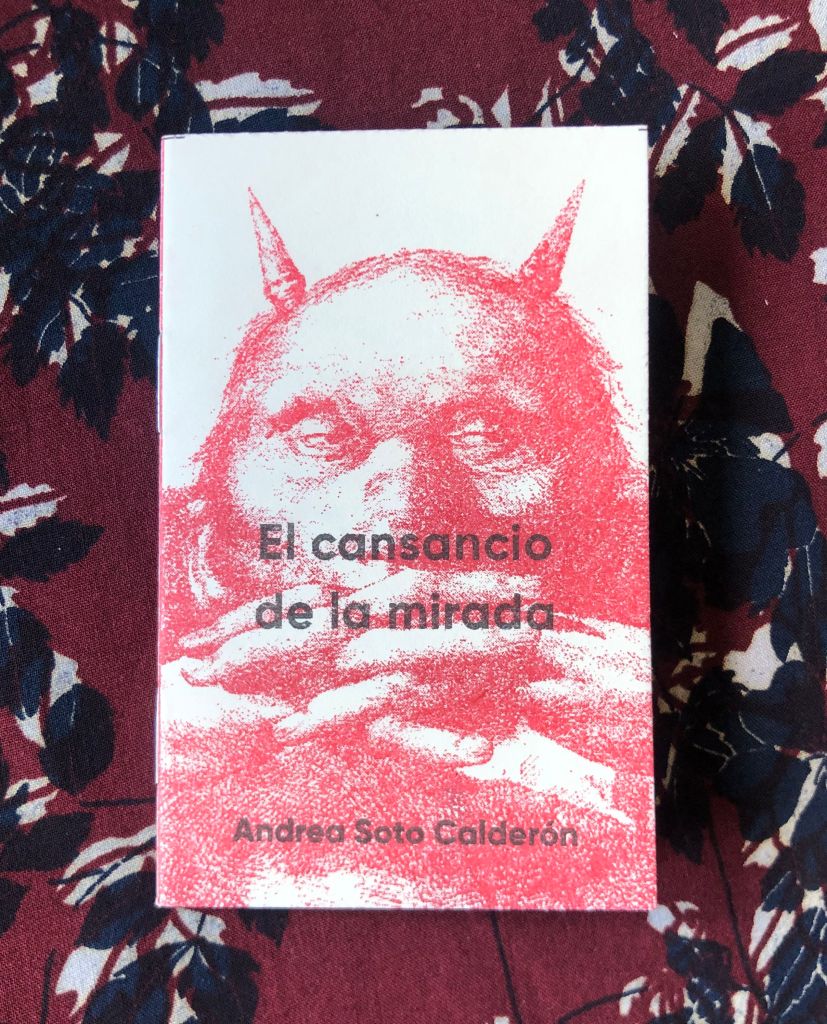 El cansancio
de la mirada
Andrea Soto Calderón